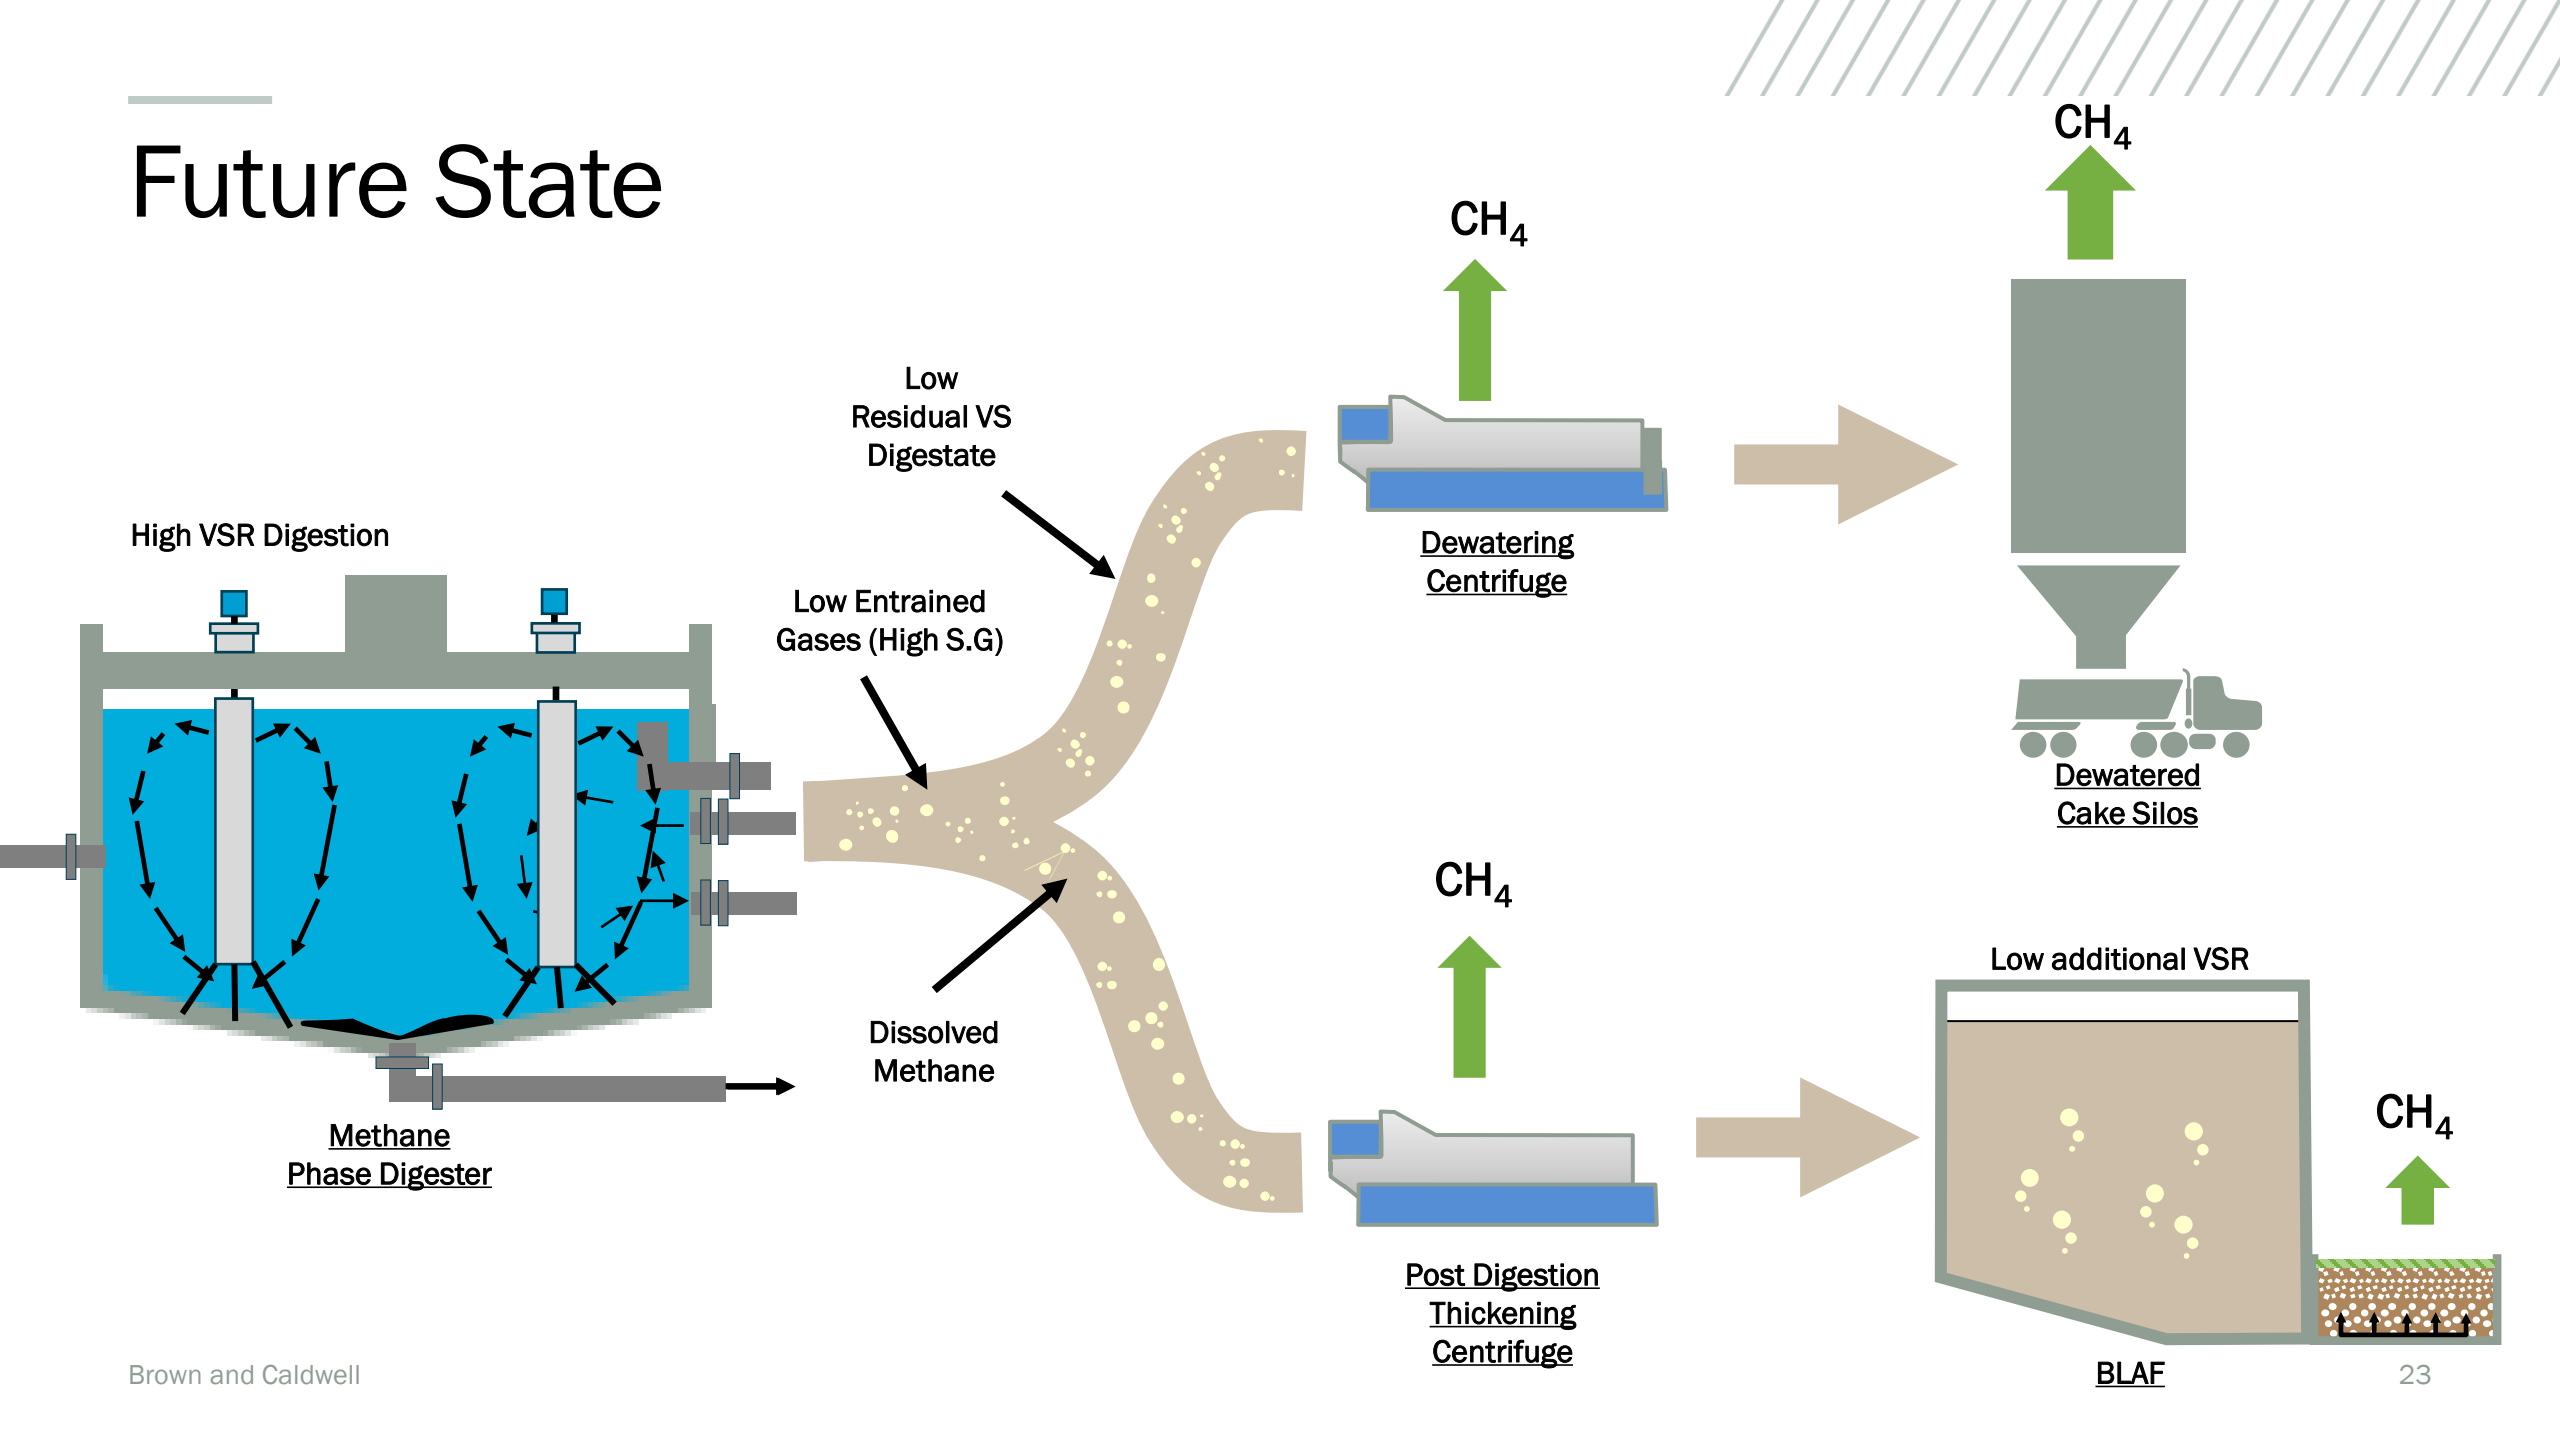 Future State
CH4
CH4
Low
Residual VS
Digestate
High VSR Digestion
Dewatering
Centrifuge
Low Entrained
Gases (High S.G)
Dewatered
Cake Silos
CH4
Low additional VSR
Dissolved
Methane
CH4
Methane
Phase Digester
Post Digestion
Thickening
Centrifuge
BLAF
Brown and Caldwell
23